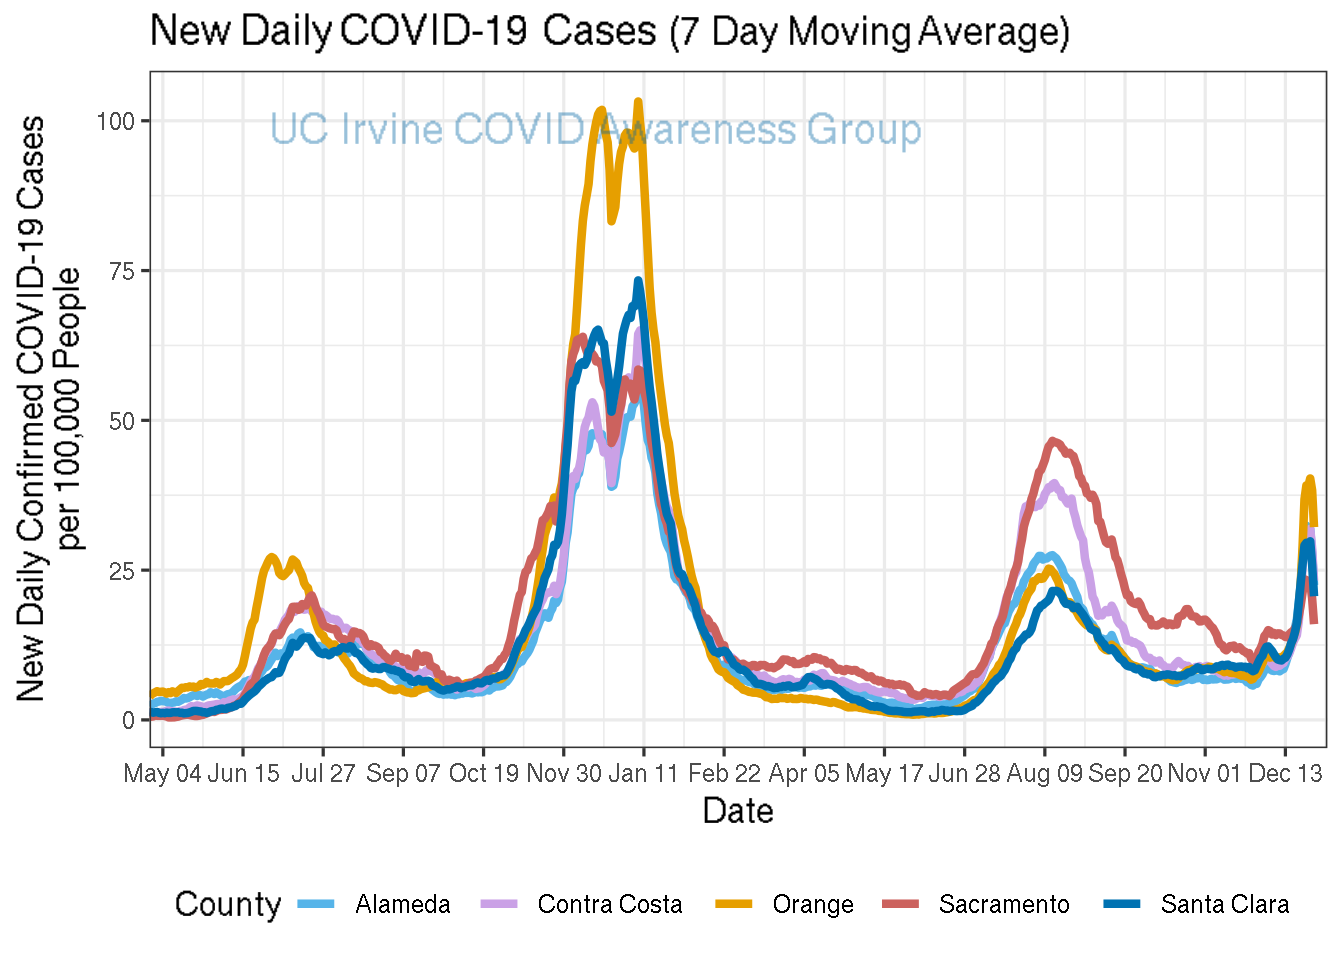 New Daily COVID-19 Cases (7 Day Moving Average)
UC Irvine COVID Awareness Group
New Daily Confirmed COVID-19 Cases
per 100,000 People
100
75
50
25
0
May 04 Jun 15 Jul 27 Sep 07 Oct 19 Nov 30 Jan 11 Feb 22 Apr 05 May 17 Jun 28 Aug 09 Sep 20 Nov 01 Dec 13
Date
County Alameda Contra Costa Orange Sacramento Santa Clara